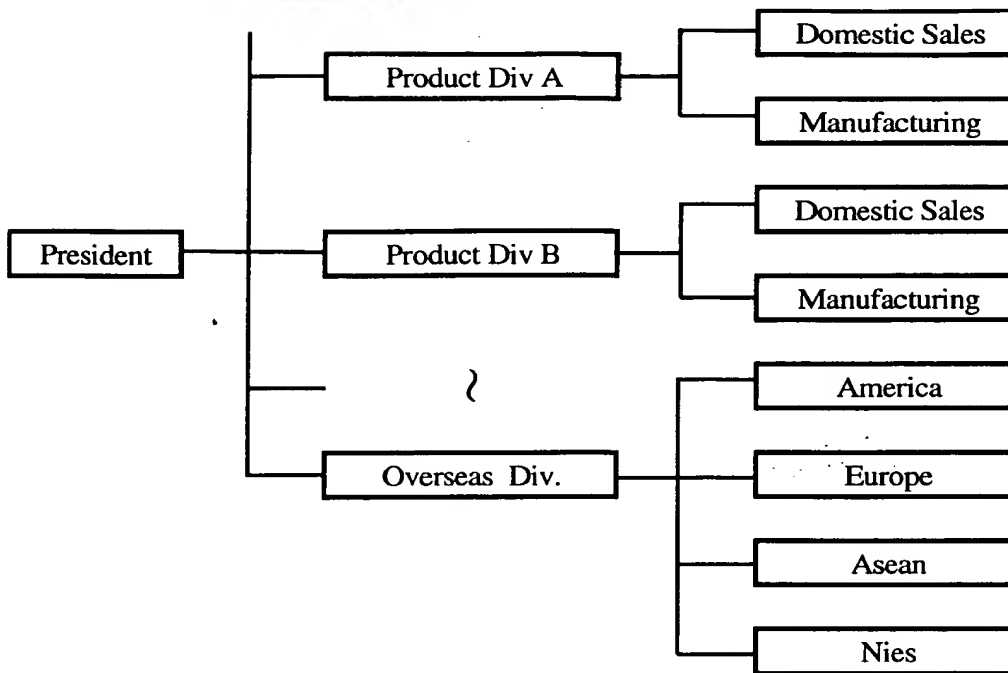 Domestic Sales
Product Div A
Manufacturing
Domestic Sales
President
Product Div B
Manufacturing
America
≀
Overseas Div.
Europe
Asean
Nies